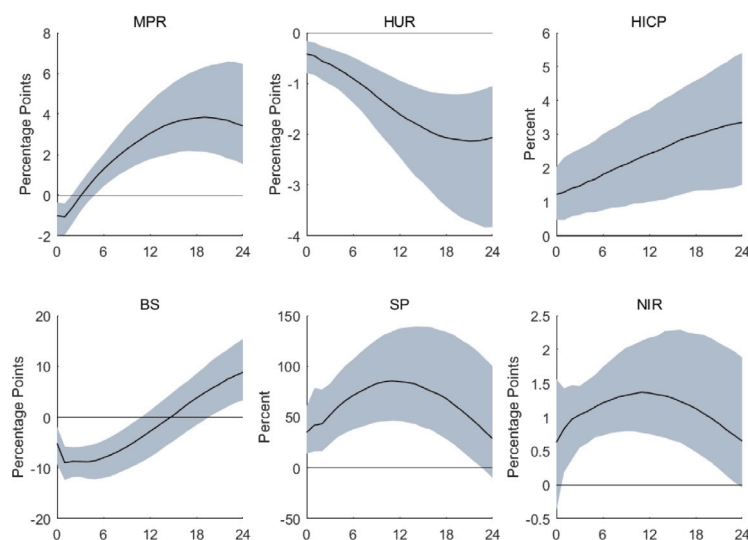 MPR
Percentage Points
8
6
4
2
0
-2
0 6 12 18 24
HUR
Percentage Points
0
-1
-2
-3
-4
0 6 12 18 24
HICP
Percent
6
5
4
3
2
1
0
0 6 12 18 24
BS
Percentage Points
20
10
0
-10
-20
0 6 12 18 24
SP
Percent
150
100
50
0
-50
0 6 12 18 24
NIR
Percentage Points
2.5
2
1.5
1
0.5
0
-0.5
0 6 12 18 24